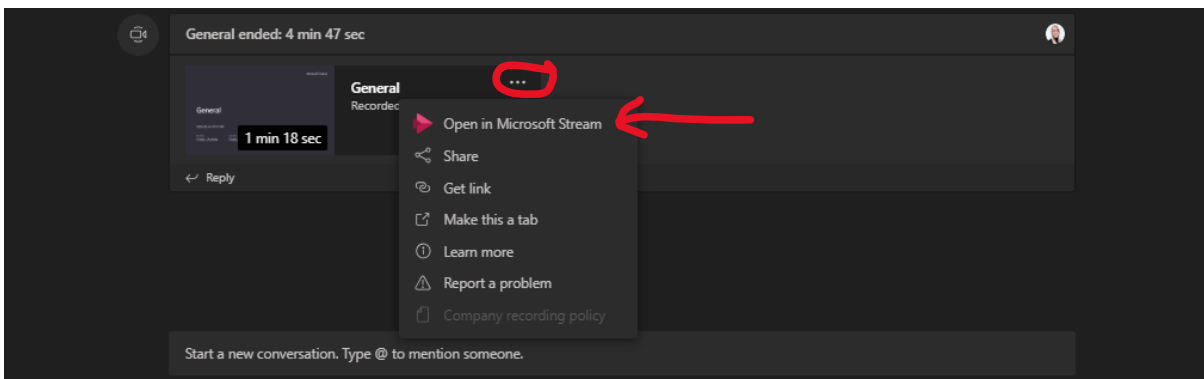 General ended: 4 min 47 sec
General
Recorded
General
1 min 18 sec
...
Open in Microsoft Stream
Share
Get link
Make this a tab
Learn more
Report a problem
Company recording policy
Reply
Start a new conversation. Type @ to mention someone.